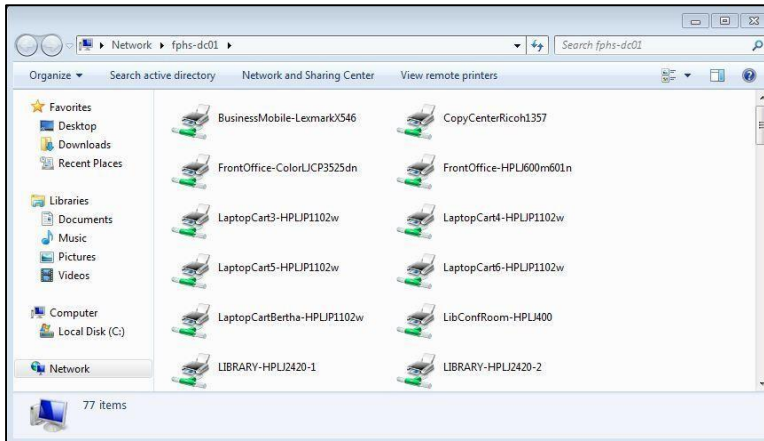 Network ▸ fphs-dc01 ▸
Search fphs-dc01
Organize ▾ Search active directory Network and Sharing Center View remote printers
Favorites
Desktop
Downloads
Recent Places
Libraries
Documents
Music
Pictures
Videos
Computer
Local Disk (C:)
Network
BusinessMobile-LexmarkX546 CopyCenterRicoh1357
FrontOffice-ColorLJCP3525dn FrontOffice-HPLJ600m601n
LaptopCart3-HPLJP1102w LaptopCart4-HPLJP1102w
LaptopCart5-HPLJP1102w LaptopCart6-HPLJP1102w
LaptopCartBertha-HPLJP1102w LibConfRoom-HPLJ400
LIBRARY-HPLJ2420-1 LIBRARY-HPLJ2420-2
77 items